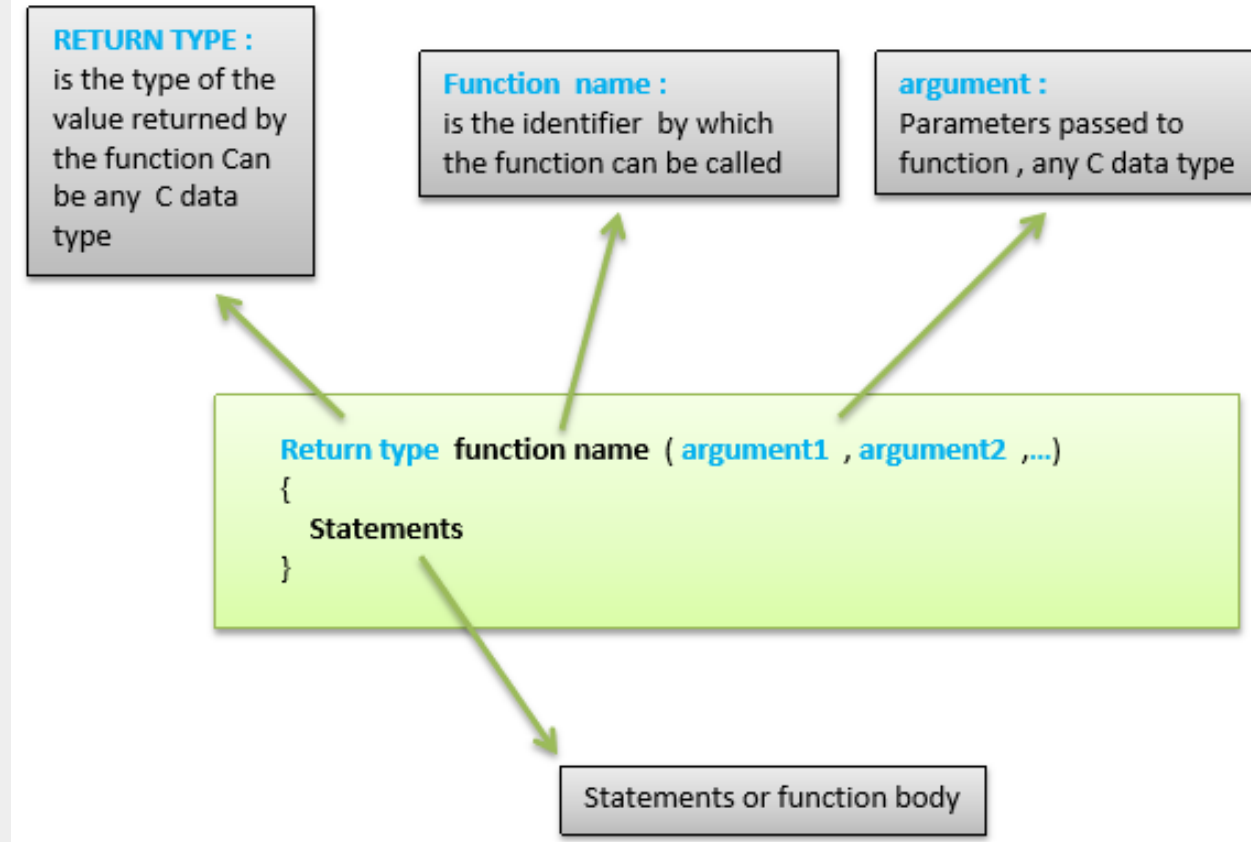 RETURN TYPE :
is the type of the
value returned by
the function Can
be any C data
type
Function name :
is the identifier by which
the function can be called
argument :
Parameters passed to
function , any C data type
Return type function name ( argument1 , argument2 ,...)
{
Statements
}
Statements or function body